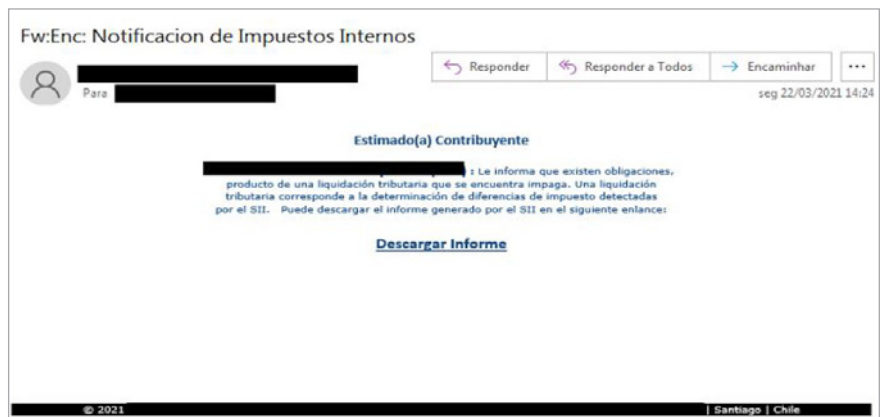 Fw:Enc: Notificacion de Impuestos Internos
Responder
Responder a Todos
Encaminhar
Para
seg 22/03/2021 14:24
Estimado(a) Contribuyente
) : Le informa que existen obligaciones,
producto de una liquidación tributaria que se encuentra impaga. Una liquidación
tributaria corresponde a la determinación de diferencias de impuesto detectadas
por el SII. Puede descargar el informe generado por el SII en el siguiente enlance:
Descargar Informe
© 2021
| Santiago | Chile